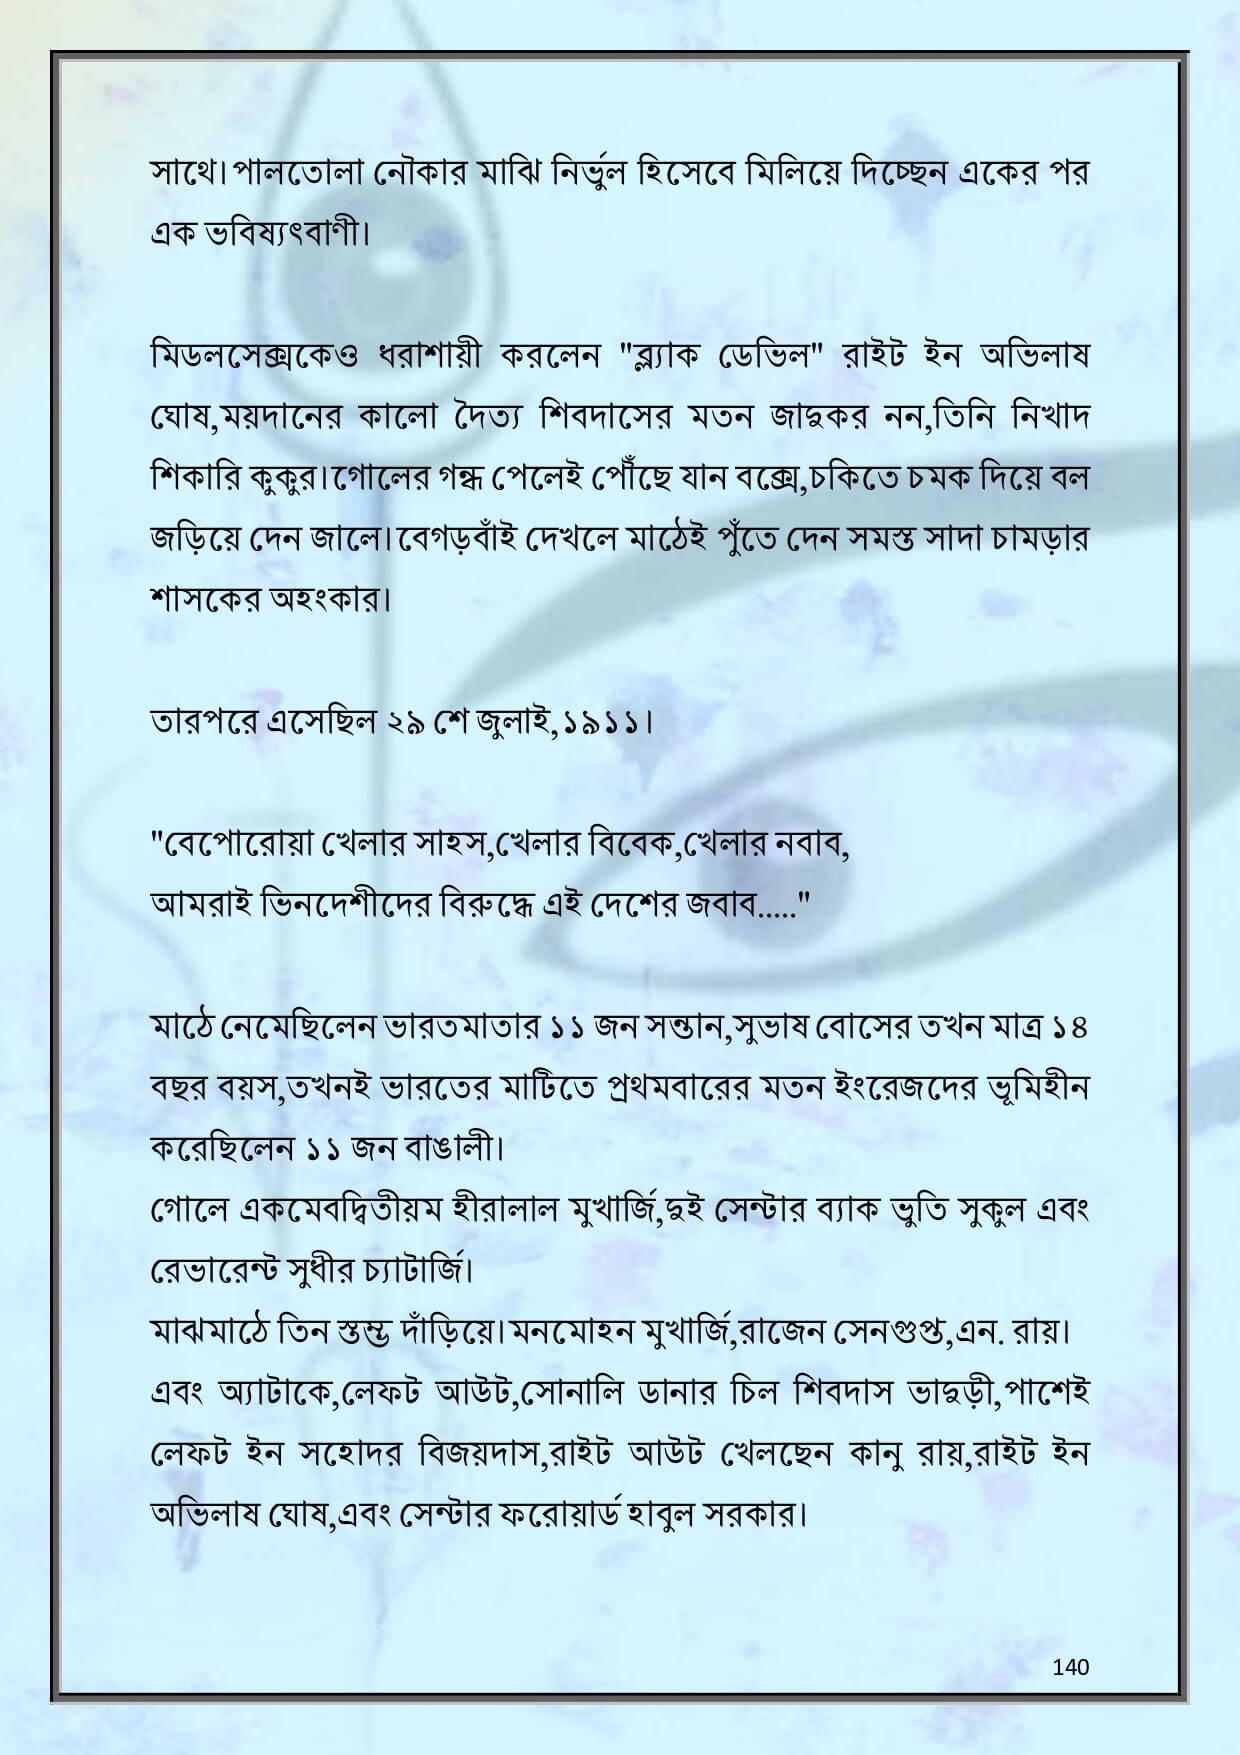 সাথে।পালতোলা নৌকার মাঝি নির্ভুল হিসেবে মিলিয়ে দিচ্ছেন একের পর
এক ভবিষ্যৎবাণী।
মিডলসেক্সকেও ধরাশায়ী করলেন "ব্ল্যাক ডেভিল" রাইট ইন অভিলাষ
ঘোষ,ময়দানের কালো দৈত্য শিবদাসের মতন জাদুকর নন,তিনি নিখাদ
শিকারি কুকুর।গোলের গন্ধ পেলেই পৌঁছে যান বক্সে,চকিতে চমক দিয়ে বল
জড়িয়ে দেন জালে।বেগড়বাঁই দেখলে মাঠেই পুঁতে দেন সমস্ত সাদা চামড়ার
শাসকের অহংকার।
তারপরে এসেছিল ২৯ শে জুলাই,১৯১১।
"বেপোরোয়া খেলার সাহস,খেলার বিবেক,খেলার নবাব,
আমরাই ভিনদেশীদের বিরুদ্ধে এই দেশের জবাব....."
মাঠে নেমেছিলেন ভারতমাতার ১১ জন সন্তান,সুভাষ বোসের তখন মাত্র ১৪
বছর বয়স,তখনই ভারতের মাটিতে প্রথমবারের মতন ইংরেজদের ভূমিহীন
করেছিলেন ১১ জন বাঙালী।
গোলে একমেবদ্বিতীয়ম হীরালাল মুখার্জি,দুই সেন্টার ব্যাক ভুতি সুকুল এবং
রেভারেন্ট সুধীর চ্যাটার্জি।
মাঝমাঠে তিন স্তম্ভ দাঁড়িয়ে।মনমোহন মুখার্জি,রাজেন সেনগুপ্ত,এন. রায়।
এবং অ্যাটাকে,লেফট আউট,সোনালি ডানার চিল শিবদাস ভাদুড়ী,পাশেই
লেফট ইন সহোদর বিজয়দাস,রাইট আউট খেলছেন কানু রায়,রাইট ইন
অভিলাষ ঘোষ,এবং সেন্টার ফরোয়ার্ড হাবুল সরকার।
140